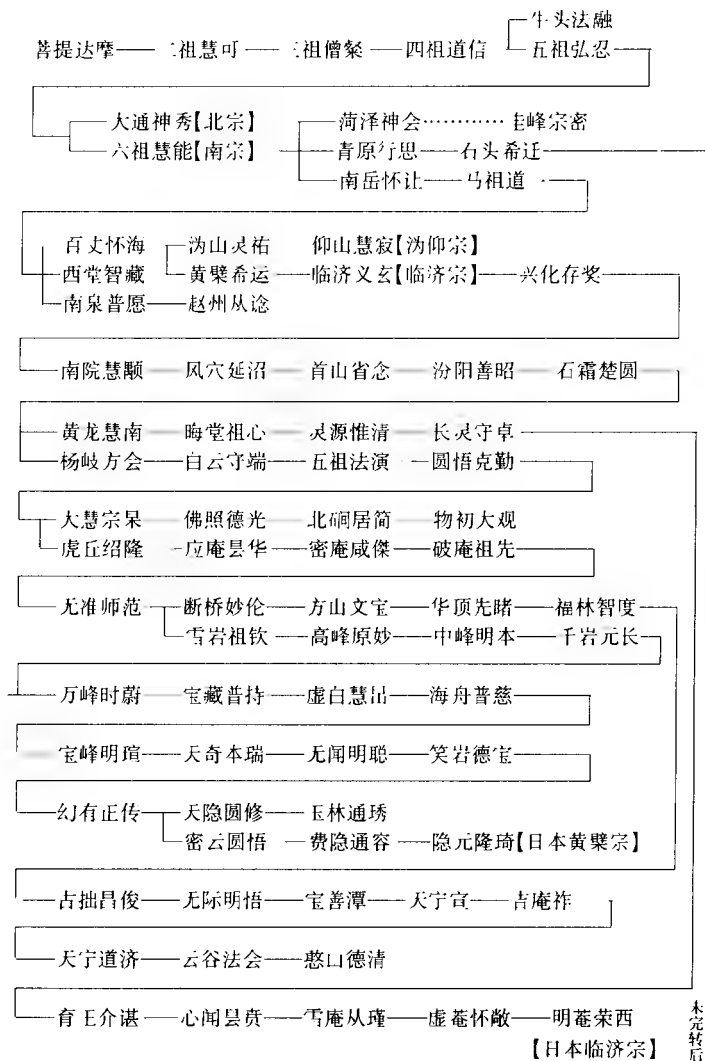 牛头法融
菩提达摩 二祖慧可 三祖僧粲 四祖道信 五祖弘忍
大通神秀【北宗】 菏泽神会………… 圭峰宗密
六祖慧能【南宗】 青原行思 石头希迁
南岳怀让 马祖道一
百丈怀海 沩山灵祐 仰山慧寂【沩仰宗】
西堂智藏 黄檗希运 临济义玄【临济宗】 兴化存奖
南泉普愿 赵州从谂
南院慧颙 风穴延沼 首山省念 汾阳善昭 石霜楚圆
黄龙慧南 晦堂祖心 灵源惟清 长灵守卓
杨岐方会 白云守端 五祖法演 圆悟克勤
大慧宗杲 佛照德光 北磵居简 物初大观
虎丘绍隆 应庵昙华 密庵咸傑 破庵祖先
无准师范 断桥妙伦 方山文宝 华顶先睹 福林智度
雪岩祖钦 高峰原妙 中峰明本 千岩元长
万峰时蔚 宝藏普持 虚白慧旵 海舟普慈
宝峰明瑄 天奇本瑞 无闻明聪 笑岩德宝
幻有正传 天隐圆修 玉林通琇
密云圆悟 费隐通容 隐元隆琦【日本黄檗宗】
古拙昌俊 无际明悟 宝善潭 天宁宣 吉庵祚
天宁道济 云谷法会 憨山德清
育王介谌 心闻昙贲 雪庵从瑾 虚菴怀敞 明菴荣西
【日本临济宗】
未完转后